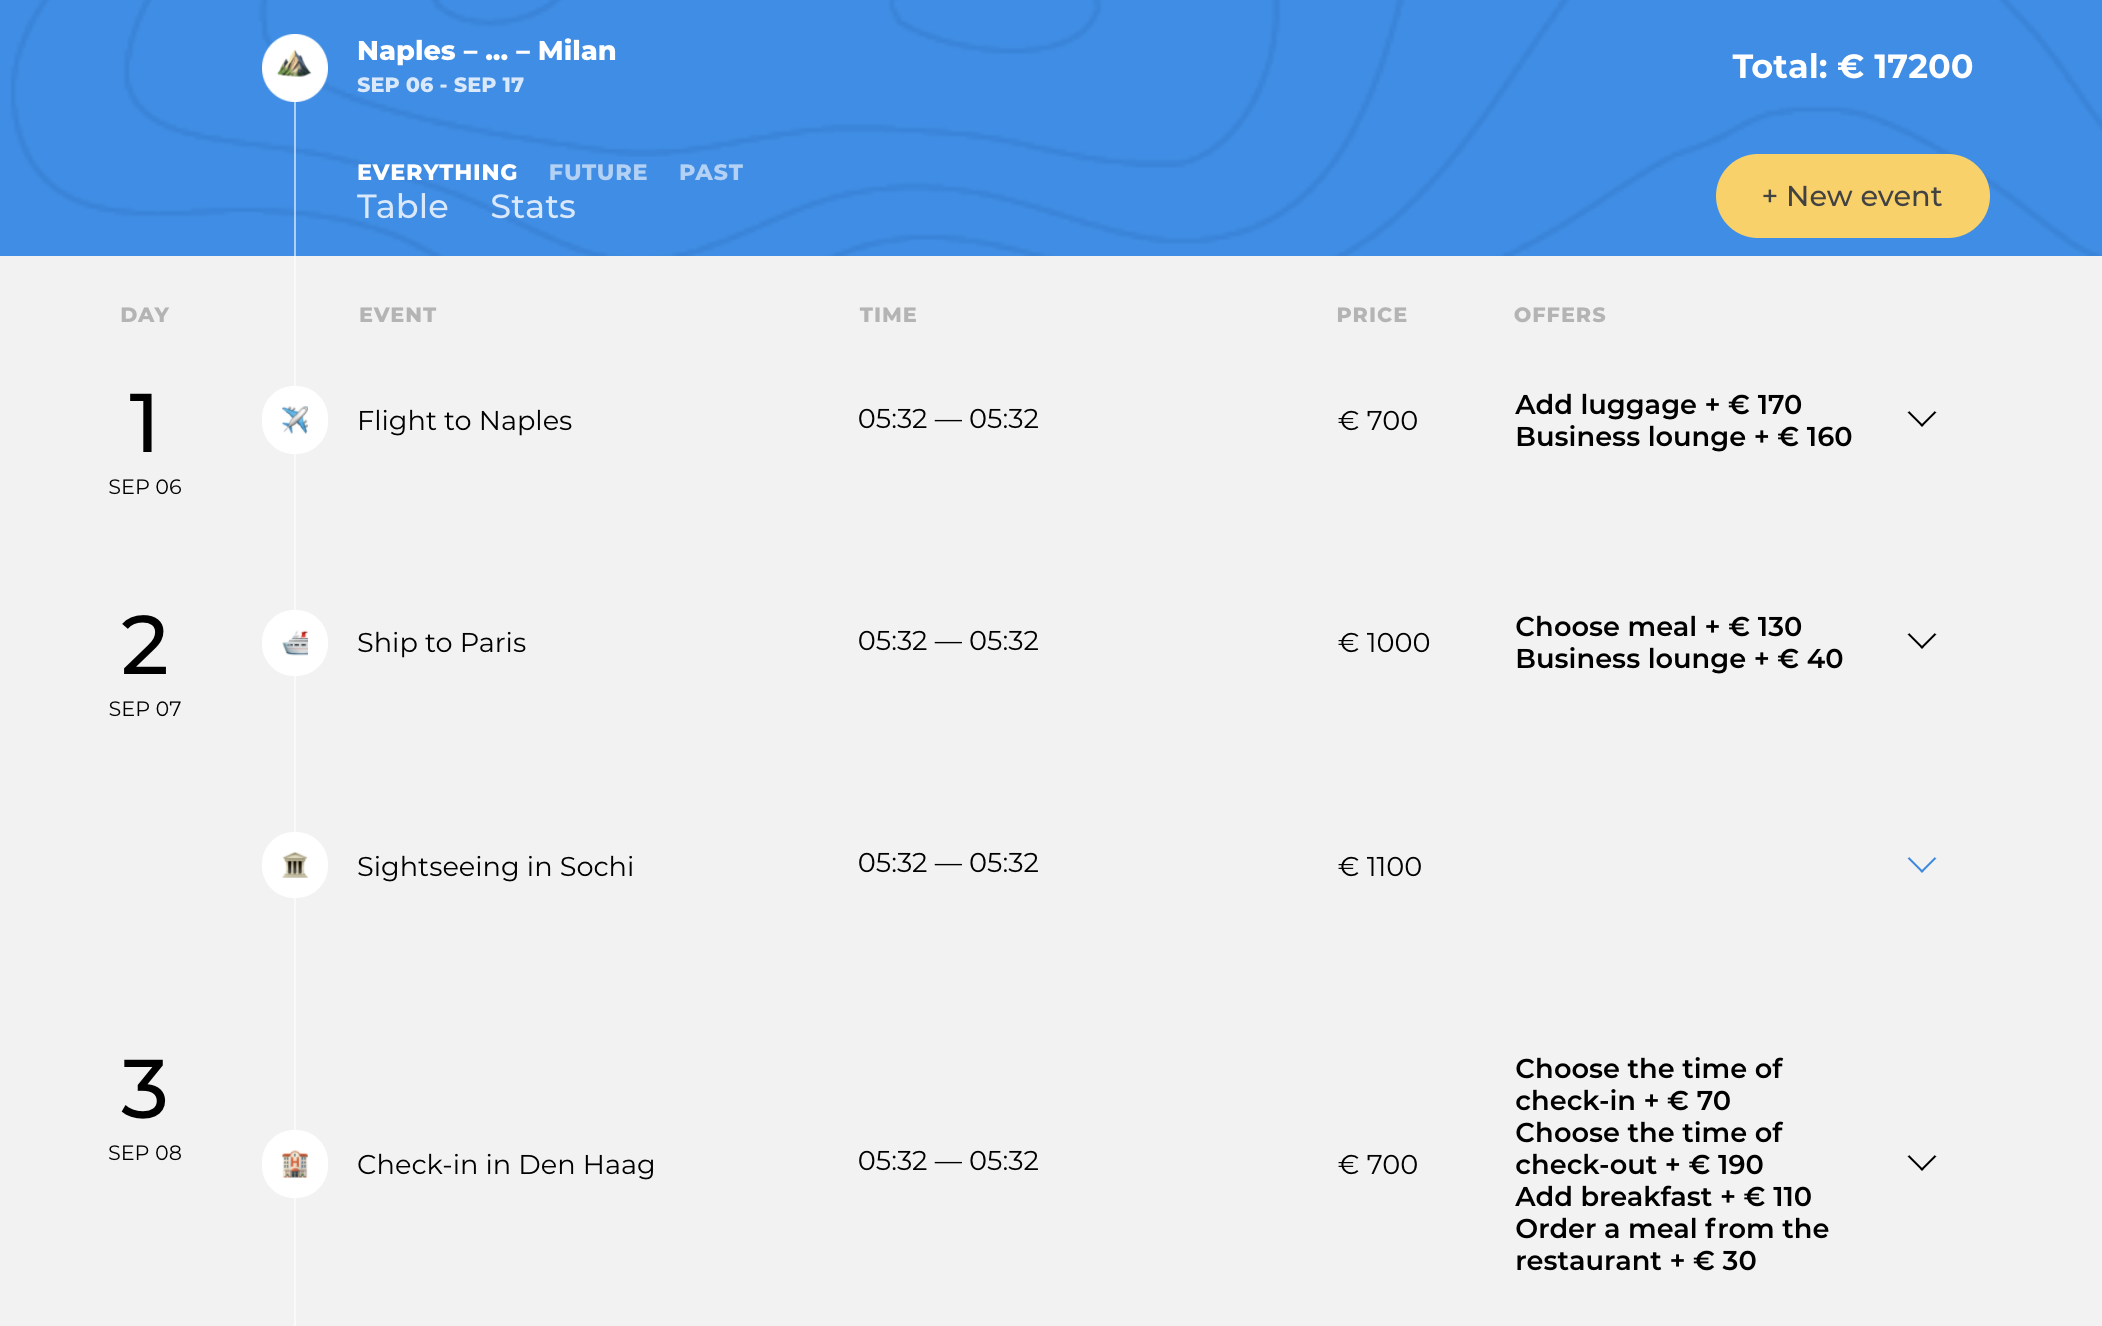 Naples – ... – Milan
SEP 06 - SEP 17
Total: € 17200
EVERYTHING FUTURE PAST
Table Stats
+ New event
DAY EVENT TIME PRICE OFFERS
1
SEP 06
Flight to Naples
05:32 — 05:32
€ 700
Add luggage + € 170
Business lounge + € 160
2
SEP 07
Ship to Paris
05:32 — 05:32
€ 1000
Choose meal + € 130
Business lounge + € 40
Sightseeing in Sochi
05:32 — 05:32
€ 1100
3
SEP 08
Check-in in Den Haag
05:32 — 05:32
€ 700
Choose the time of
check-in + € 70
Choose the time of
check-out + € 190
Add breakfast + € 110
Order a meal from the
restaurant + € 30